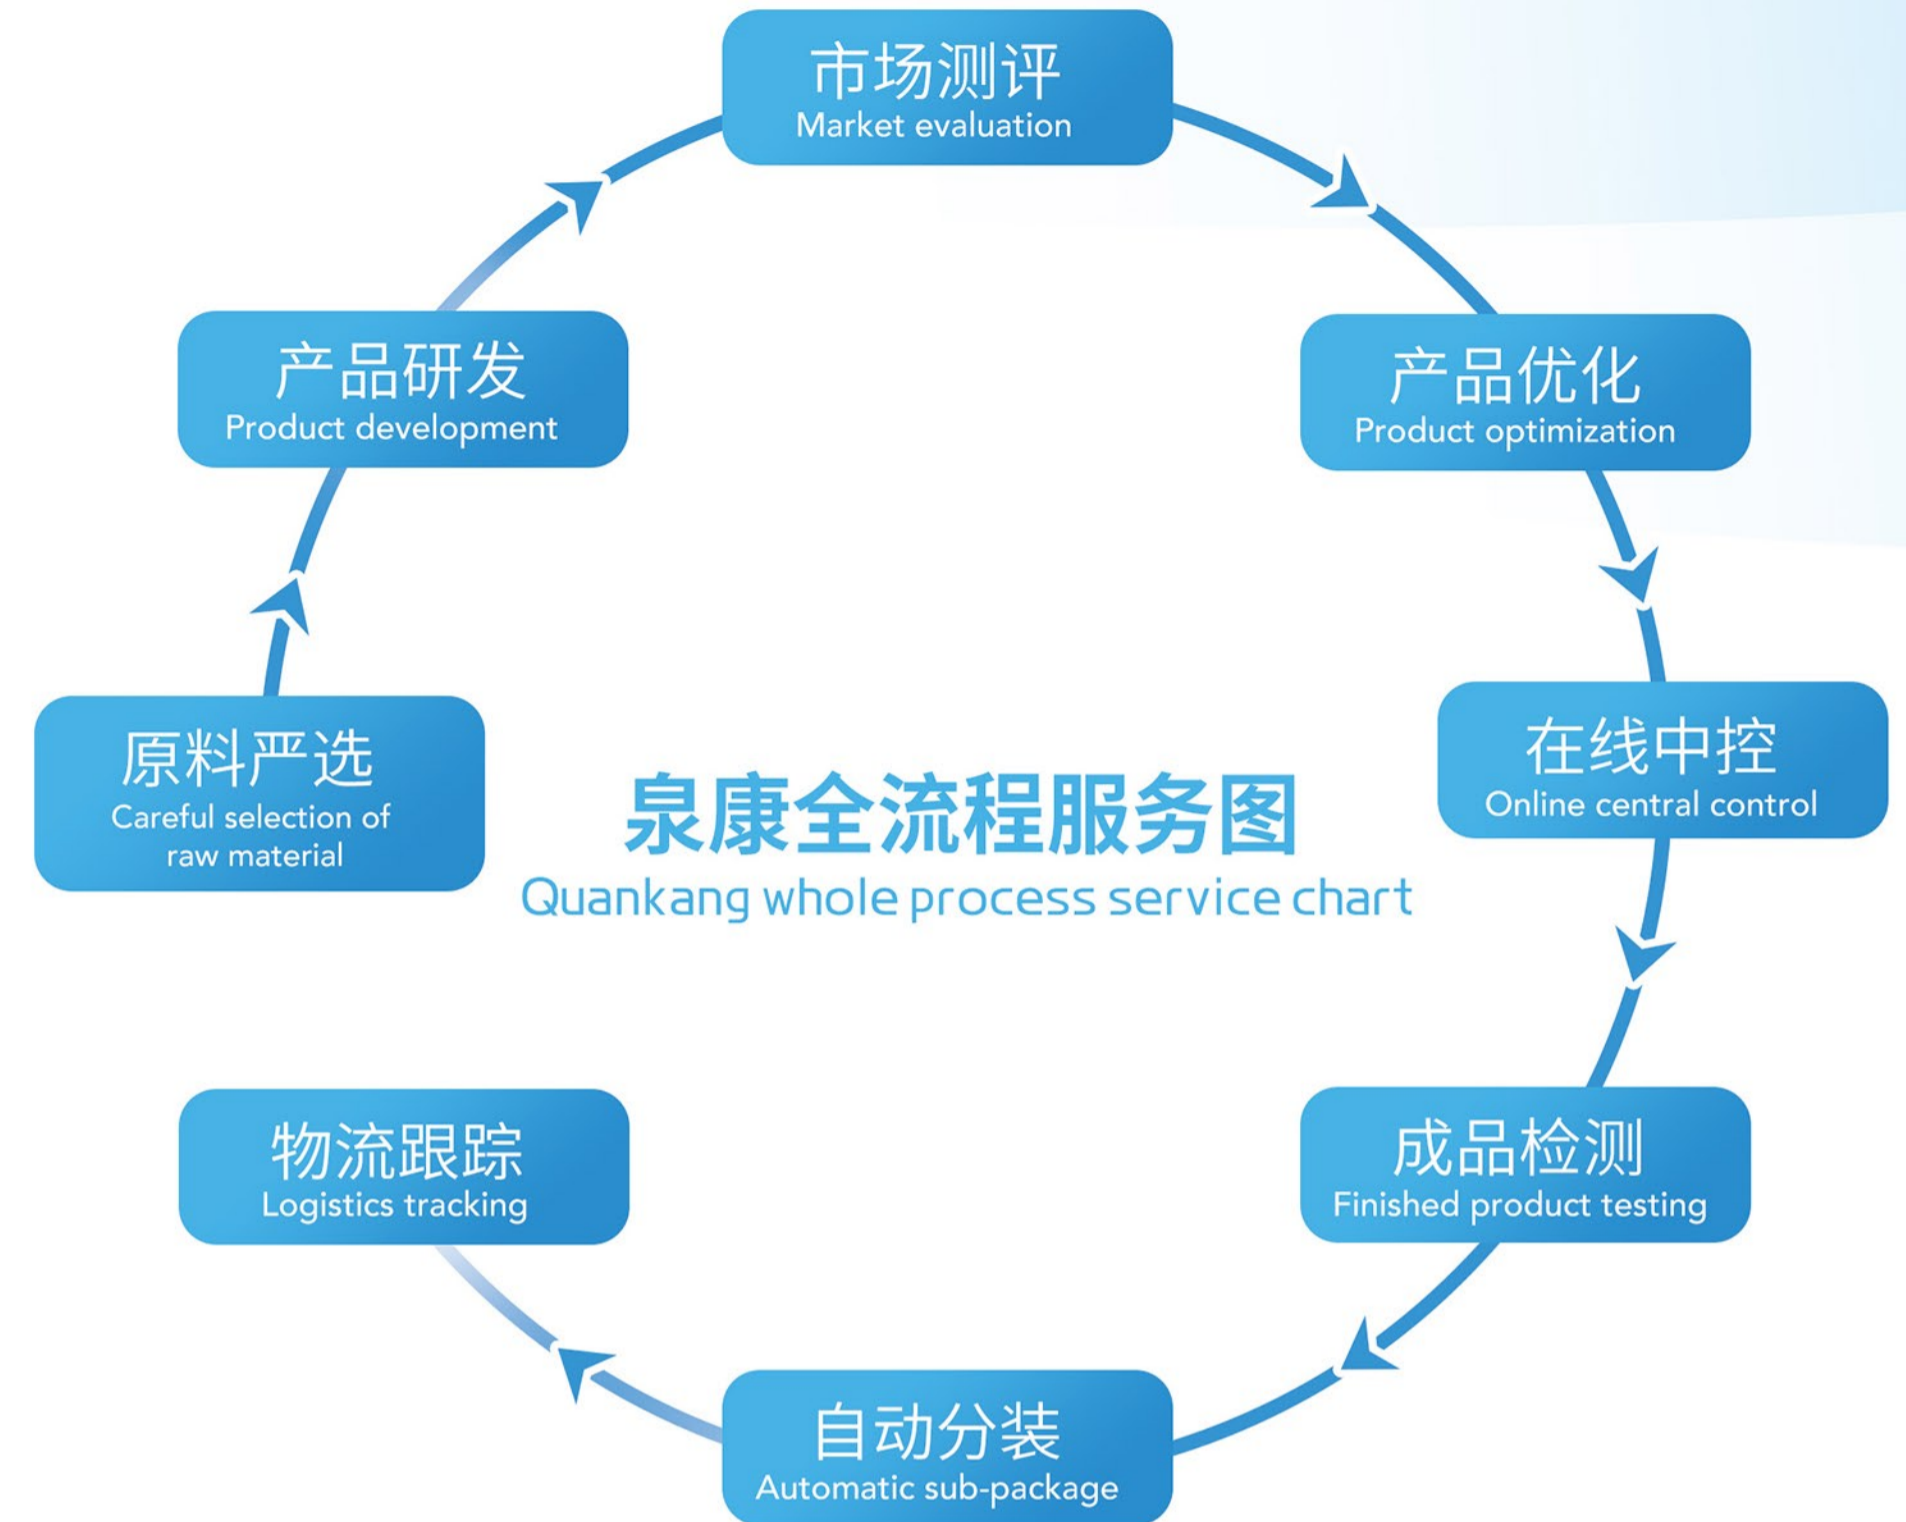 市场测评
Market evaluation
产品研发
Product development
产品优化
Product optimization
原料严选
Careful selection of
raw material
在线中控
Online central control
泉康全流程服务图
Quankang whole process service chart
物流跟踪
Logistics tracking
成品检测
Finished product testing
自动分装
Automatic sub-package